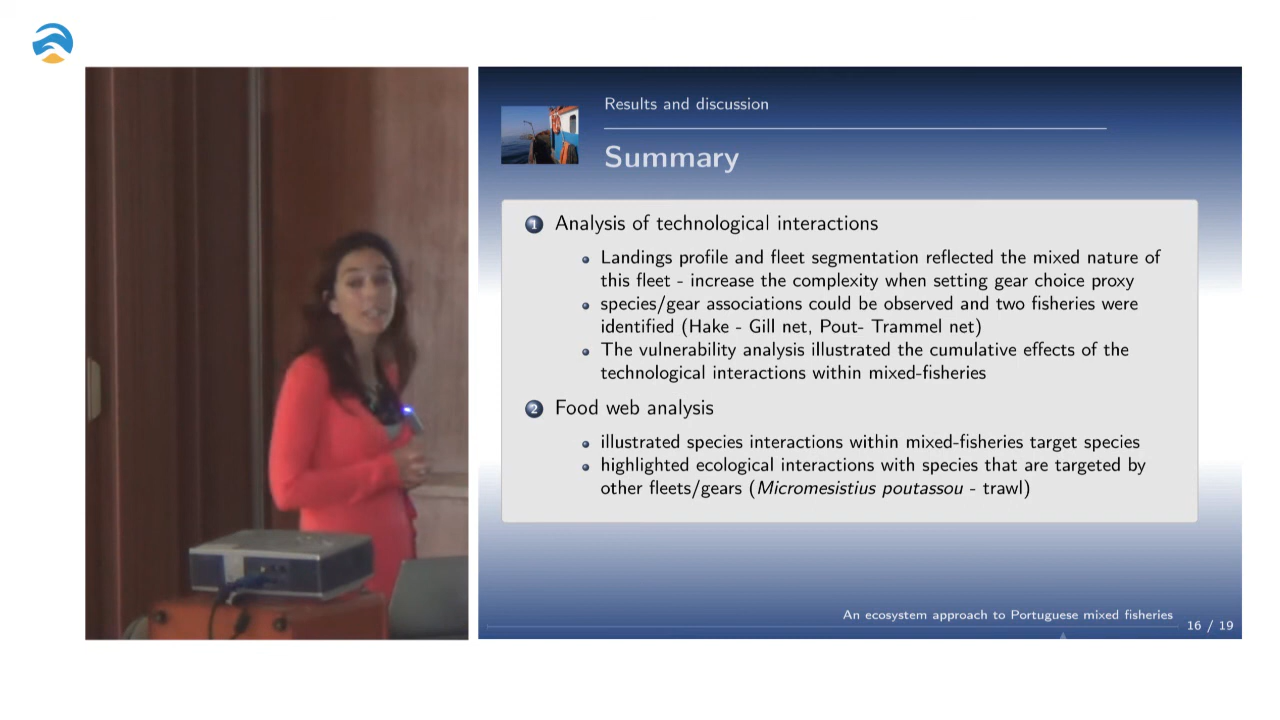 Results and discussion
Summary
1 Analysis of technological interactions
Landings profile and fleet segmentation reflected the mixed nature of
this fleet - increase the complexity when setting gear choice proxy
species/gear associations could be observed and two fisheries were
identified (Hake - Gill net, Pout- Trammel net)
The vulnerability analysis illustrated the cumulative effects of the
technological interactions within mixed-fisheries
2 Food web analysis
illustrated species interactions within mixed-fisheries target species
highlighted ecological interactions with species that are targeted by
other fleets/gears (Micromesistius poutassou - trawl)
An ecosystem approach to Portuguese mixed fisheries
16 / 19